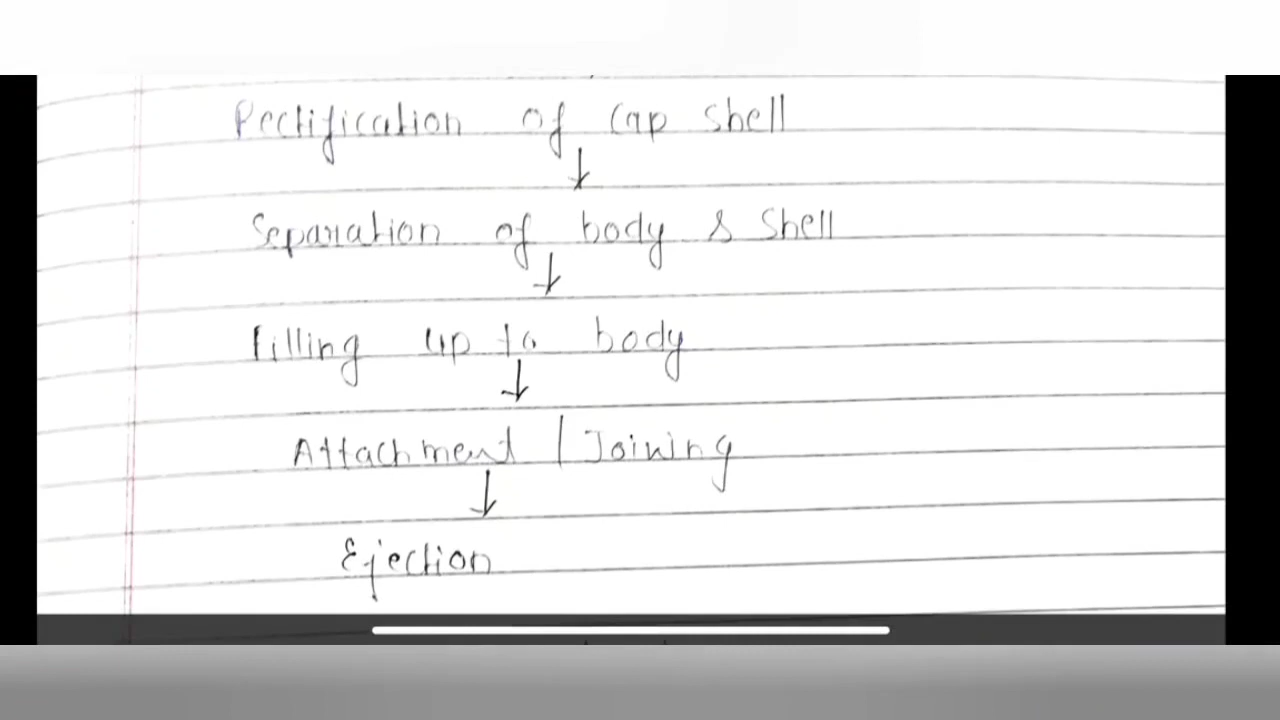 Rectification of Cap shell
↓
Separation of body & Shell
↓
Filling up to body
↓
Attachment / Joining
↓
Ejection